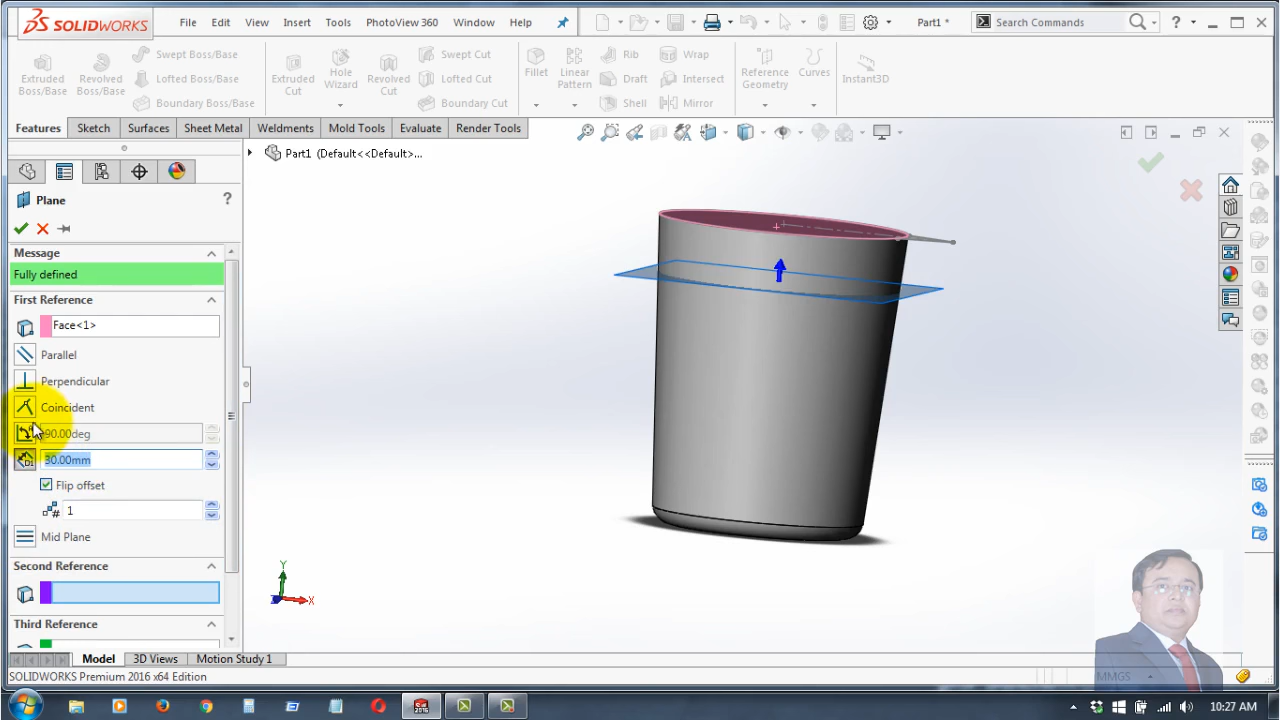 SOLIDWORKS File Edit View Insert Tools PhotoView 360 Window Help Part1 * Search Commands
Extruded Boss/Base Revolved Boss/Base Swept Boss/Base Lofted Boss/Base Boundary Boss/Base Extruded Cut Hole Wizard Revolved Cut Swept Cut Lofted Cut Boundary Cut Fillet Linear Pattern Rib Draft Shell Wrap Intersect Mirror Reference Geometry Curves Instant3D
Features Sketch Surfaces Sheet Metal Weldments Mold Tools Evaluate Render Tools
Part1 (Default<<Default>...
Plane ?
Message
Fully defined
First Reference
Face<1>
Parallel
Perpendicular
Coincident
90.00deg
30.00mm
Flip offset
1
Mid Plane
Second Reference
Third Reference
Y
X
Z
Model 3D Views Motion Study 1
SOLIDWORKS Premium 2016 x64 Edition MMGS
10:27 AM